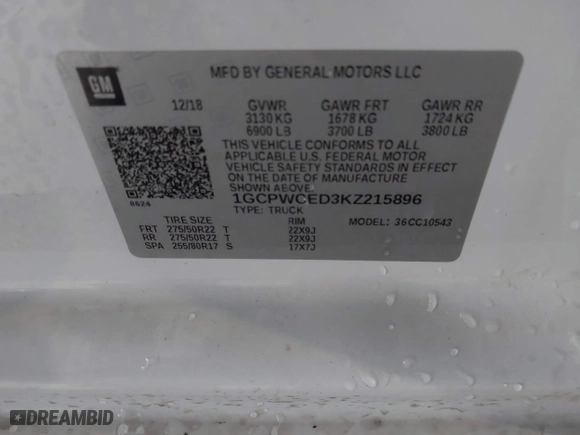 GM
MFD BY GENERAL MOTORS LLC
12/18 GVWR GAWR FRT GAWR RR
3130 KG 1678 KG 1724 KG
6900 LB 3700 LB 3800 LB
THIS VEHICLE CONFORMS TO ALL
APPLICABLE U.S. FEDERAL MOTOR
VEHICLE SAFETY STANDARDS IN EFFECT
ON THE DATE OF MANUFACTURE
SHOWN ABOVE
8624 1GCPWCED3KZ215896
TYPE: TRUCK
TIRE SIZE RIM MODEL: 36CC10543
FRT 275/50R22 T 22X9J
RR 275/50R22 T 22X9J
SPA 255/80R17 S 17X7J
DREAMBID